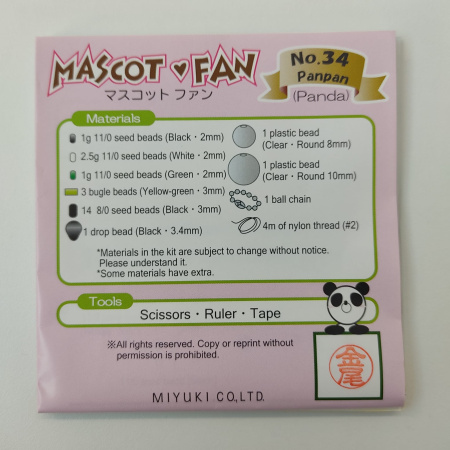 MASCOT ♥ FAN
マスコット ファン
No.34
Panpan
(Panda)
Materials
1g 11/0 seed beads (Black・2mm)
2.5g 11/0 seed beads (White・2mm)
1g 11/0 seed beads (Green・2mm)
3 bugle beads (Yellow-green・3mm)
14 8/0 seed beads (Black・3mm)
1 drop bead (Black・3.4mm)
1 plastic bead
(Clear・Round 8mm)
1 plastic bead
(Clear・Round 10mm)
1 ball chain
4m of nylon thread (#2)
*Materials in the kit are subject to change without notice.
Please understand it.
*Some materials have extra.
Tools
Scissors・Ruler・Tape
※All rights reserved. Copy or reprint without
permission is prohibited.
金尾
MIYUKI CO.,LTD.